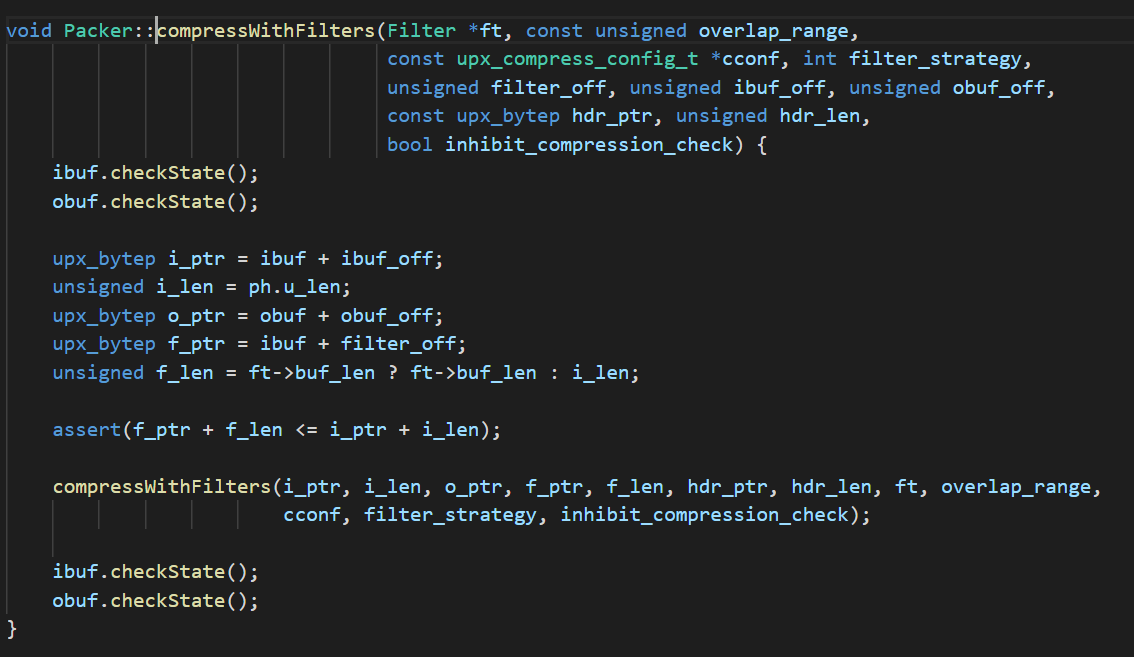 void Packer::compressWithFilters(Filter *ft, const unsigned overlap_range,
const upx_compress_config_t *cconf, int filter_strategy,
unsigned filter_off, unsigned ibuf_off, unsigned obuf_off,
const upx_bytep hdr_ptr, unsigned hdr_len,
bool inhibit_compression_check) {
ibuf.checkState();
obuf.checkState();
upx_bytep i_ptr = ibuf + ibuf_off;
unsigned i_len = ph.u_len;
upx_bytep o_ptr = obuf + obuf_off;
upx_bytep f_ptr = ibuf + filter_off;
unsigned f_len = ft->buf_len ? ft->buf_len : i_len;
assert(f_ptr + f_len <= i_ptr + i_len);
compressWithFilters(i_ptr, i_len, o_ptr, f_ptr, f_len, hdr_ptr, hdr_len, ft, overlap_range,
cconf, filter_strategy, inhibit_compression_check);
ibuf.checkState();
obuf.checkState();
}